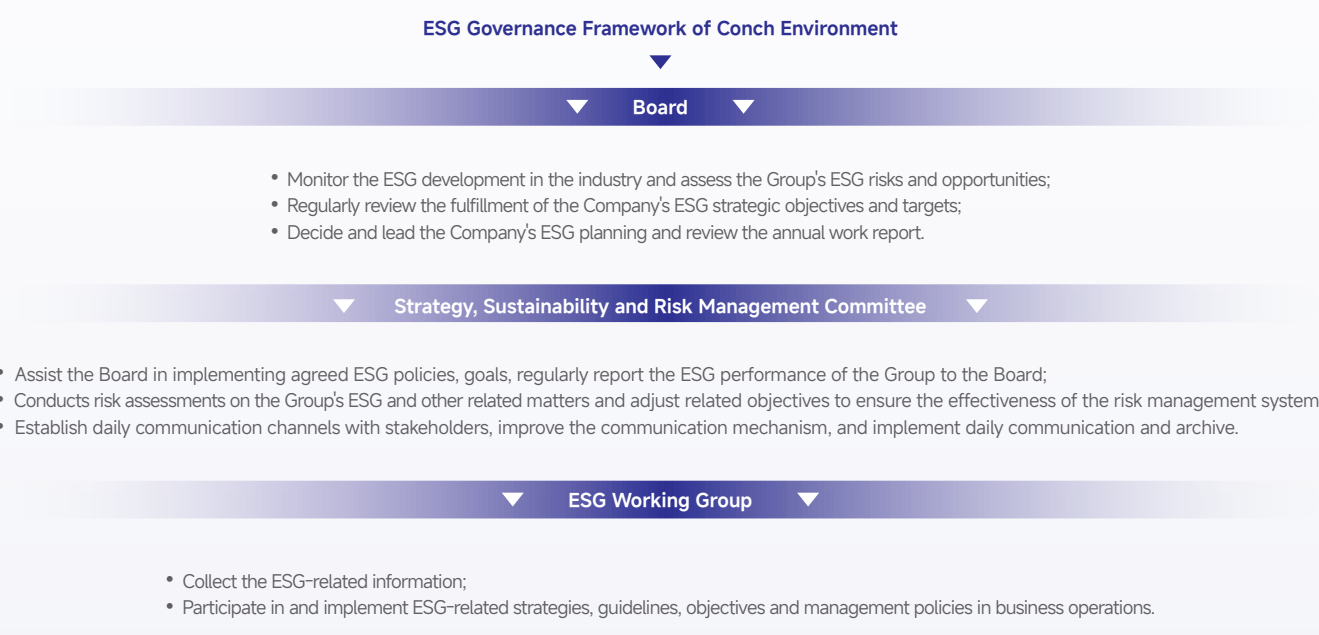 ESG Governance Framework of Conch Environment
Board
• Monitor the ESG development in the industry and assess the Group's ESG risks and opportunities;
• Regularly review the fulfillment of the Company's ESG strategic objectives and targets;
• Decide and lead the Company's ESG planning and review the annual work report.
Strategy, Sustainability and Risk Management Committee
• Assist the Board in implementing agreed ESG policies, goals, regularly report the ESG performance of the Group to the Board;
• Conducts risk assessments on the Group's ESG and other related matters and adjust related objectives to ensure the effectiveness of the risk management system
• Establish daily communication channels with stakeholders, improve the communication mechanism, and implement daily communication and archive.
ESG Working Group
• Collect the ESG-related information;
• Participate in and implement ESG-related strategies, guidelines, objectives and management policies in business operations.